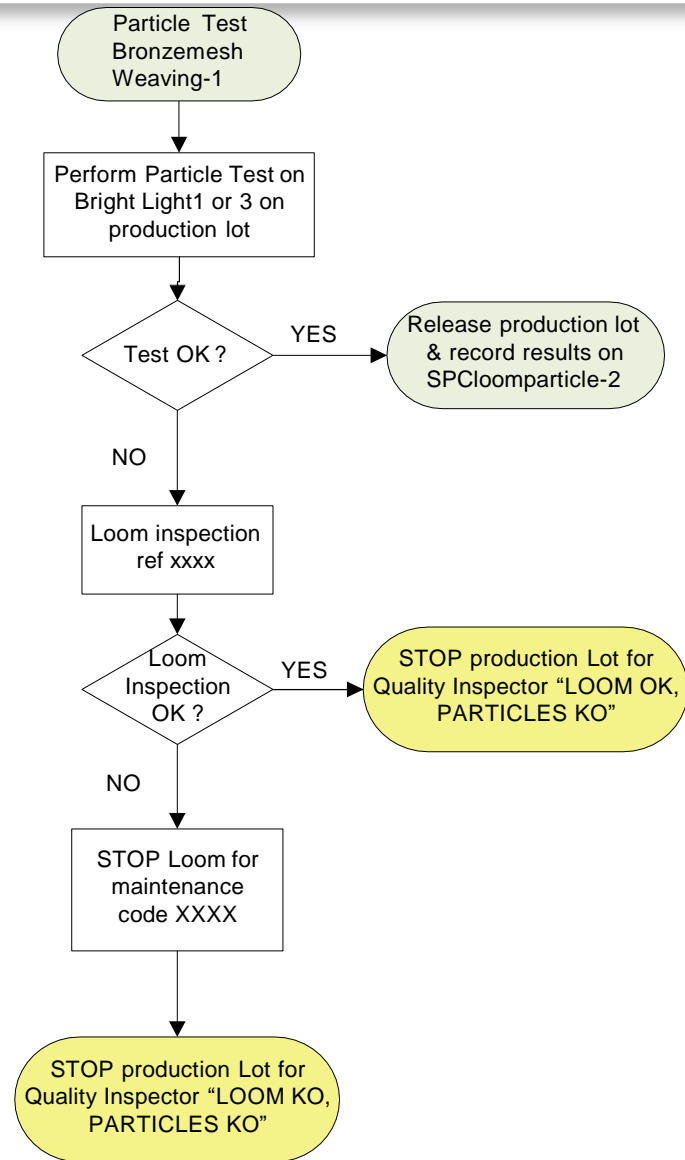 Particle Test
Bronzemesh
Weaving-1
Perform Particle Test on
Bright Light1 or 3 on
production lot
Test OK ?
YES
Release production lot
& record results on
SPCloomparticle-2
NO
Loom inspection
ref xxxx
Loom
Inspection
OK ?
YES
STOP production Lot for
Quality Inspector “LOOM OK,
PARTICLES KO”
NO
STOP Loom for
maintenance
code XXXX
STOP production Lot for
Quality Inspector “LOOM KO,
PARTICLES KO”